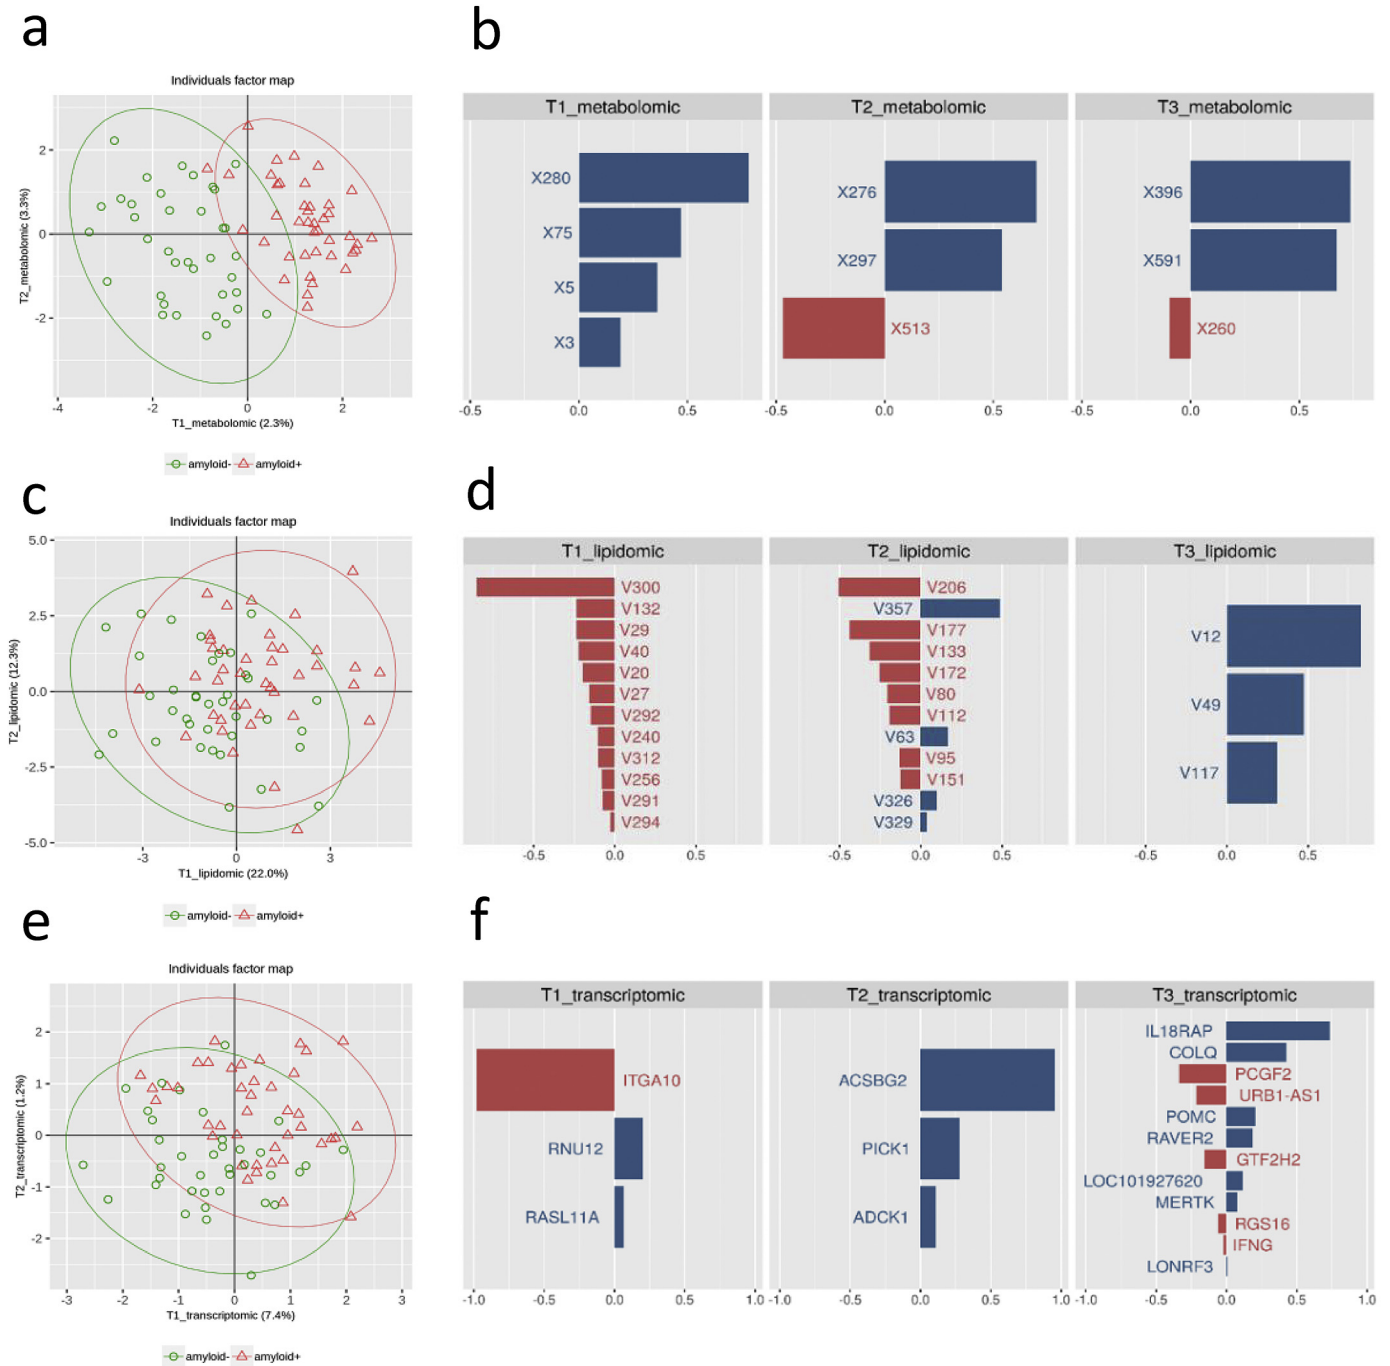 a
Individuals factor map
2
0
-2
T2_metabolomic (3.3%)
-4 -2 0 2
T1_metabolomic (2.3%)
amyloid- amyloid+
b
T1_metabolomic T2_metabolomic T3_metabolomic
X280
X75
X5
X3
-0.5 0.0 0.5
X276
X297
X513
-0.5 0.0 0.5
X396
X591
X260
-0.5 0.0 0.5
c
Individuals factor map
5.0
2.5
0.0
-2.5
-5.0
T2_lipidomic (12.3%)
-3 0 3
T1_lipidomic (22.0%)
amyloid- amyloid+
d
T1_lipidomic T2_lipidomic T3_lipidomic
V300
V132
V29
V40
V20
V27
V292
V240
V312
V256
V291
V294
-0.5 0.0 0.5
V206
V357
V177
V133
V172
V80
V112
V63
V95
V151
V326
V329
-0.5 0.0 0.5
V12
V49
V117
-0.5 0.0 0.5
e
Individuals factor map
2
1
0
-1
-2
T2_transcriptomic (1.2%)
-3 -2 -1 0 1 2 3
T1_transcriptomic (7.4%)
amyloid- amyloid+
f
T1_transcriptomic T2_transcriptomic T3_transcriptomic
ITGA10
RNU12
RASL11A
-1.0 -0.5 0.0 0.5 1.0
ACSBG2
PICK1
ADCK1
-1.0 -0.5 0.0 0.5 1.0
IL18RAP
COLQ
PCGF2
URB1-AS1
POMC
RAVER2
GTF2H2
LOC101927620
MERTK
RGS16
IFNG
LONRF3
-1.0 -0.5 0.0 0.5 1.0